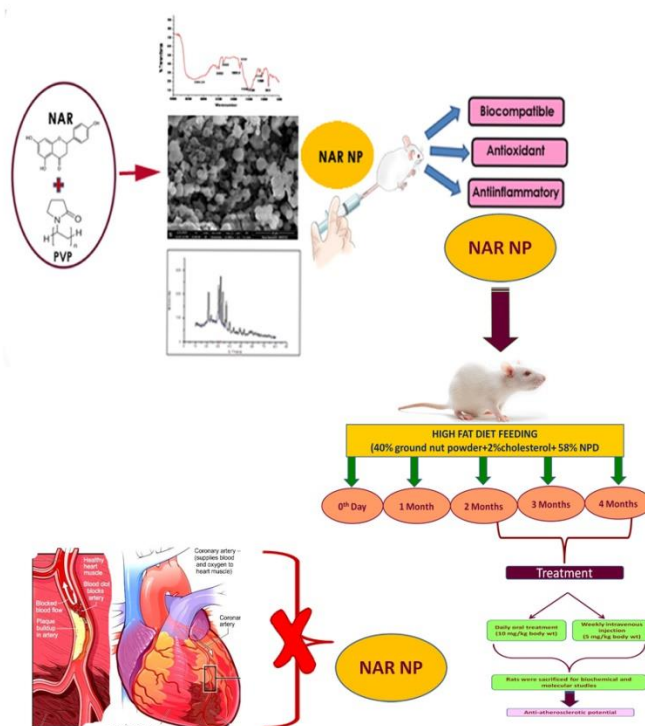 NAR
+
PVP
NAR NP
Biocompatible
Antioxidant
Antiinflammatory
NAR NP
HIGH FAT DIET FEEDING
(40% ground nut powder+2%cholesterol+ 58% NPD
0th Day
1 Month
2 Months
3 Months
4 Months
Treatment
Daily oral treatment
(10 mg/kg body wt)
Weekly intravenous
injection
(5 mg/kg body wt)
Rats were sacrificed for biochemical and
molecular studies
Anti-atherosclerotic potential
NAR NP
Healthy
heart
muscle
Blood clot
blocks
artery
Blocked
blood flow
Plaque
buildup
in artery
Coronary artery
(supplies blood
and oxygen to
heart muscle)
Coronary
artery